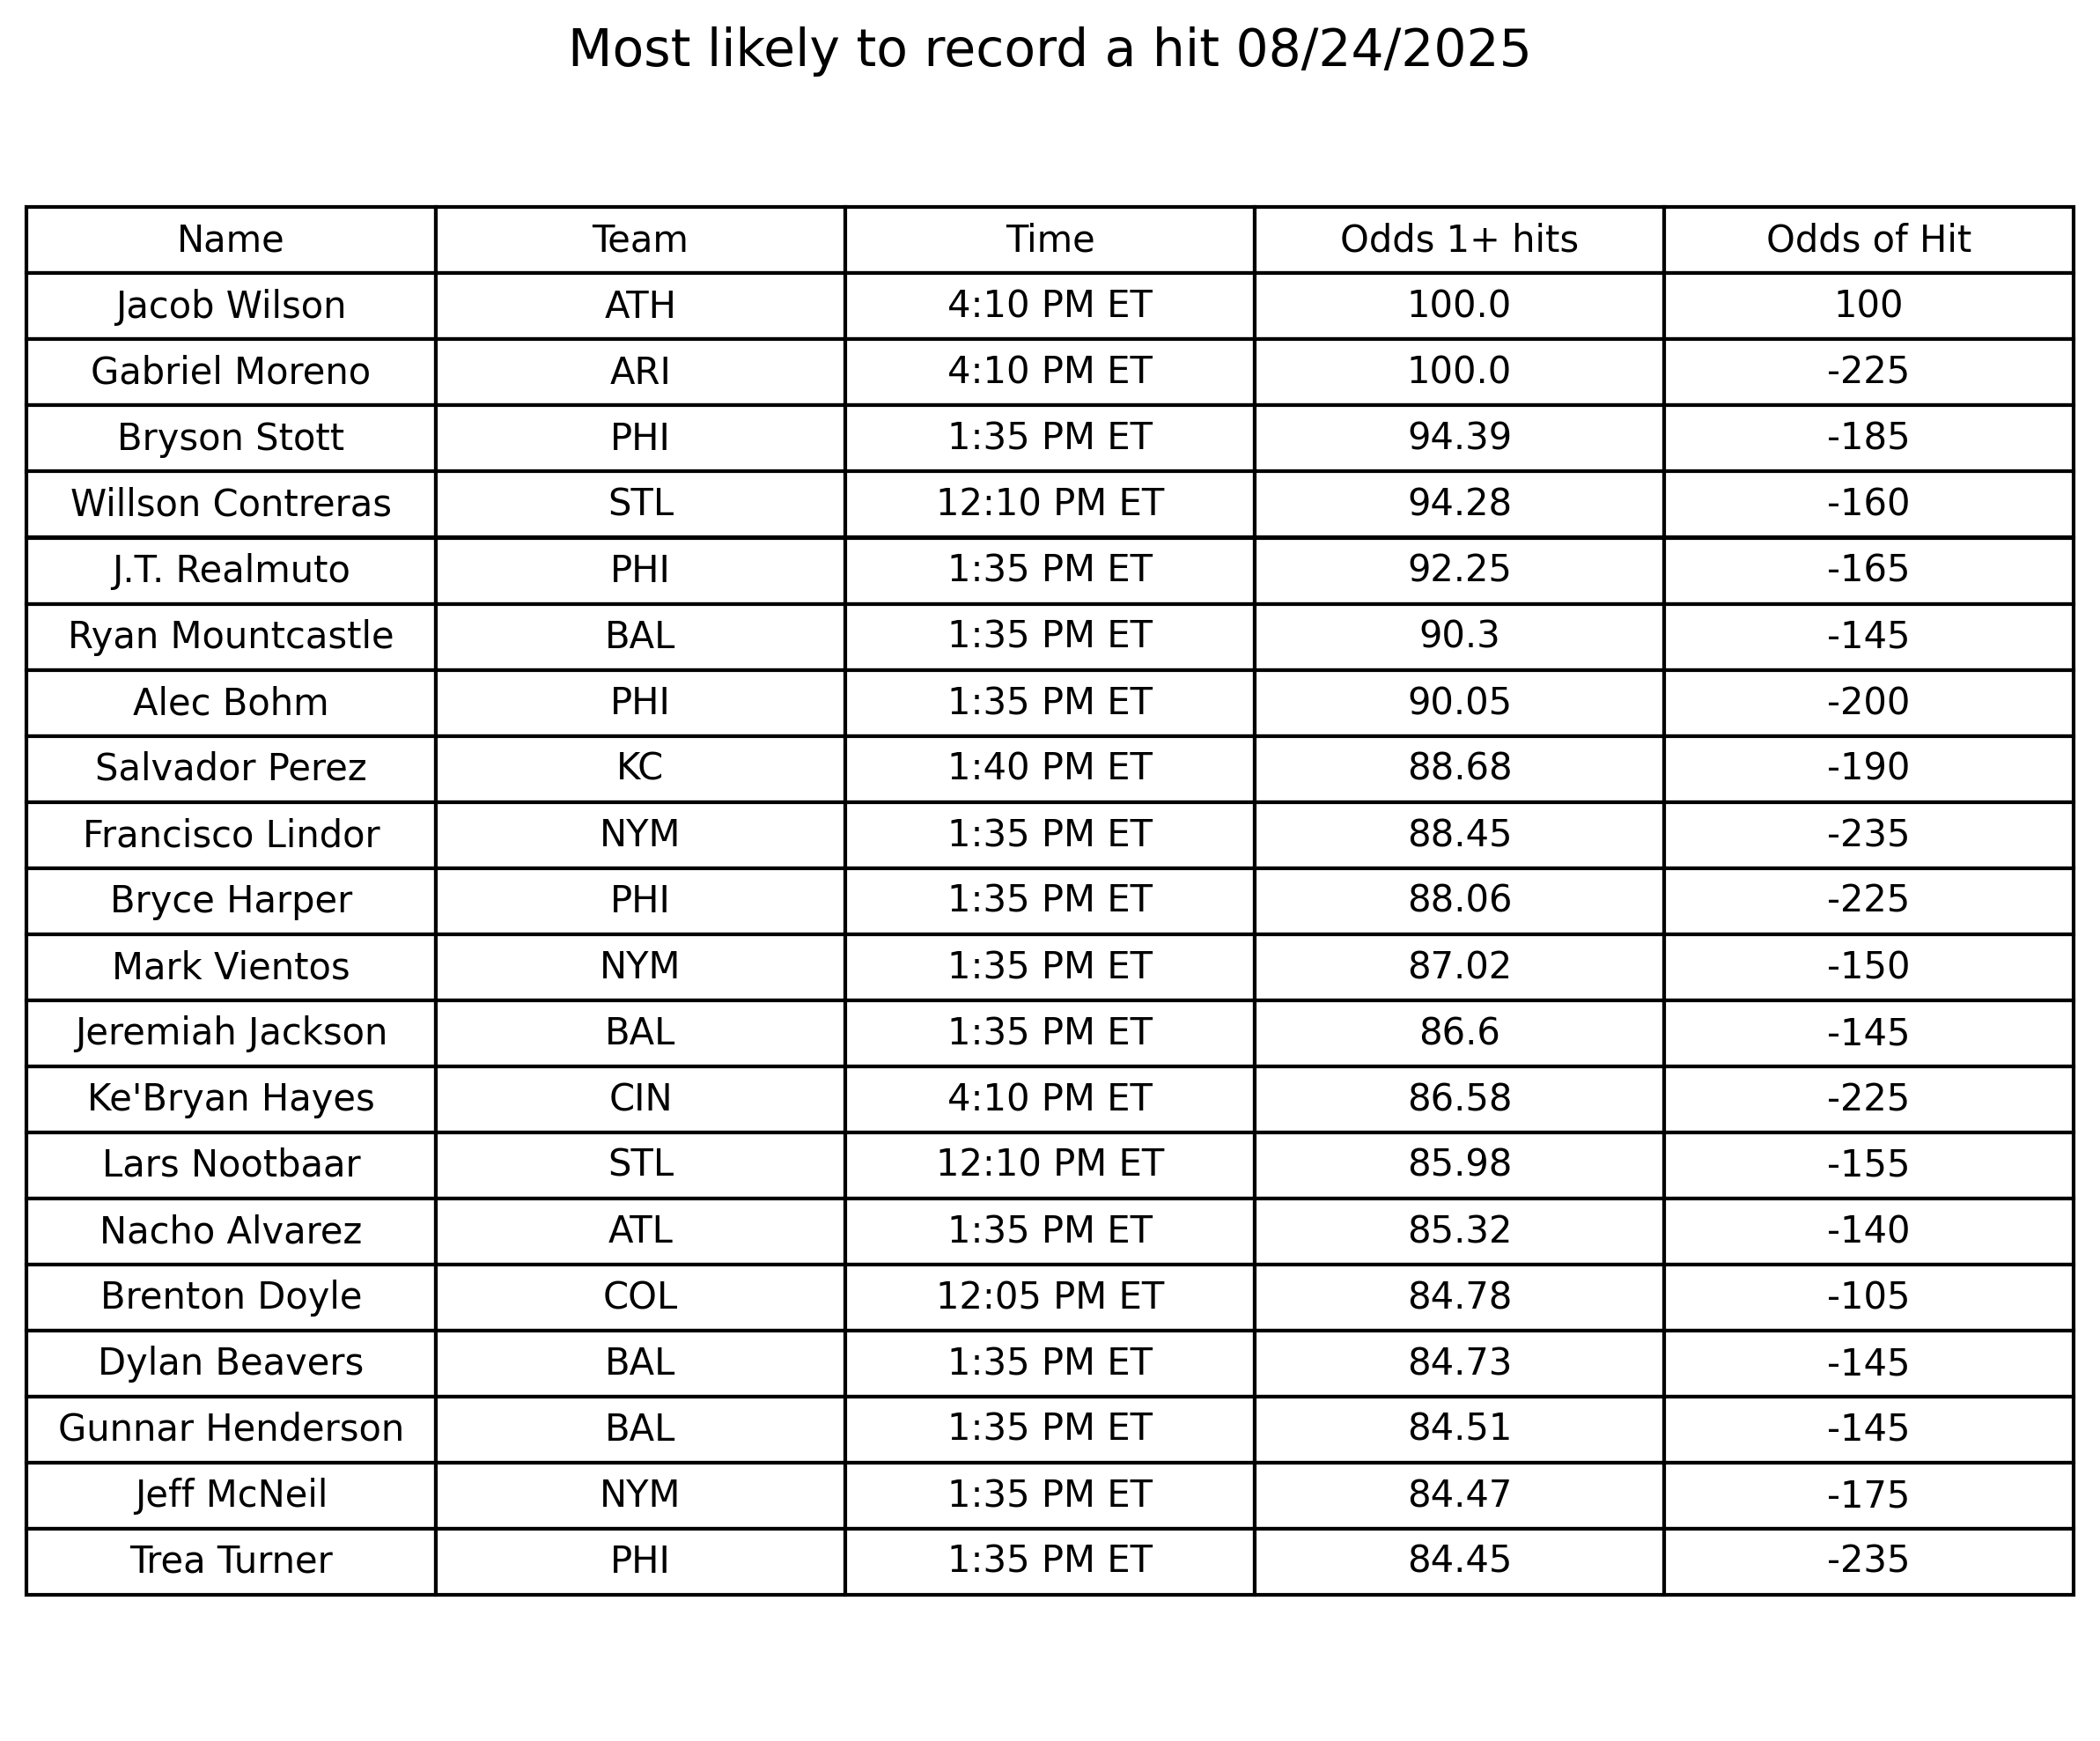 Most likely to record a hit 08/24/2025
Name Team Time Odds 1+ hits Odds of Hit
Jacob Wilson ATH 4:10 PM ET 100.0 100
Gabriel Moreno ARI 4:10 PM ET 100.0 -225
Bryson Stott PHI 1:35 PM ET 94.39 -185
Willson Contreras STL 12:10 PM ET 94.28 -160
J.T. Realmuto PHI 1:35 PM ET 92.25 -165
Ryan Mountcastle BAL 1:35 PM ET 90.3 -145
Alec Bohm PHI 1:35 PM ET 90.05 -200
Salvador Perez KC 1:40 PM ET 88.68 -190
Francisco Lindor NYM 1:35 PM ET 88.45 -235
Bryce Harper PHI 1:35 PM ET 88.06 -225
Mark Vientos NYM 1:35 PM ET 87.02 -150
Jeremiah Jackson BAL 1:35 PM ET 86.6 -145
Ke'Bryan Hayes CIN 4:10 PM ET 86.58 -225
Lars Nootbaar STL 12:10 PM ET 85.98 -155
Nacho Alvarez ATL 1:35 PM ET 85.32 -140
Brenton Doyle COL 12:05 PM ET 84.78 -105
Dylan Beavers BAL 1:35 PM ET 84.73 -145
Gunnar Henderson BAL 1:35 PM ET 84.51 -145
Jeff McNeil NYM 1:35 PM ET 84.47 -175
Trea Turner PHI 1:35 PM ET 84.45 -235